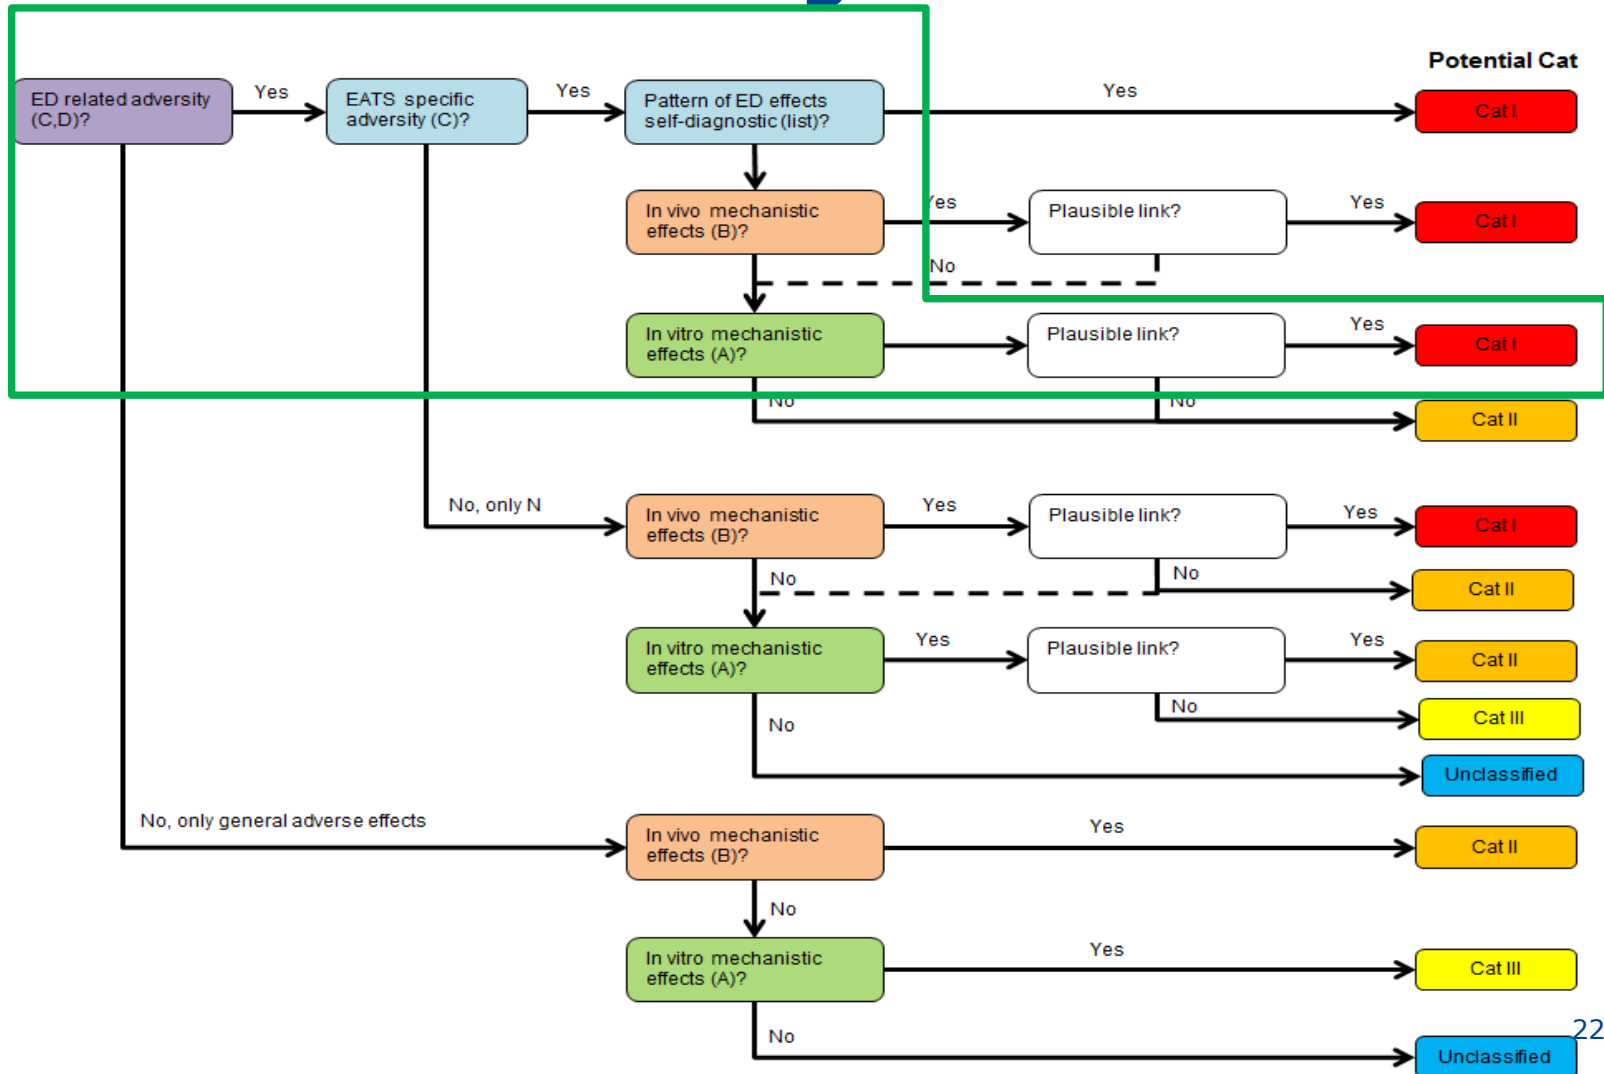 Potential Cat
ED related adversity
(C,D)?
Yes
EATS specific
adversity (C)?
Yes
Pattern of ED effects
self-diagnostic (list)?
Yes
Cat I
In vivo mechanistic
effects (B)?
Yes
Plausible link?
Yes
Cat I
No
In vitro mechanistic
effects (A)?
Plausible link?
Yes
Cat I
No
No
Cat II
No, only N
In vivo mechanistic
effects (B)?
Yes
Plausible link?
Yes
Cat I
No
No
Cat II
In vitro mechanistic
effects (A)?
Yes
Plausible link?
Yes
Cat II
No
No
Cat III
Unclassified
No, only general adverse effects
In vivo mechanistic
effects (B)?
Yes
Cat II
No
In vitro mechanistic
effects (A)?
Yes
Cat III
No
22
Unclassified